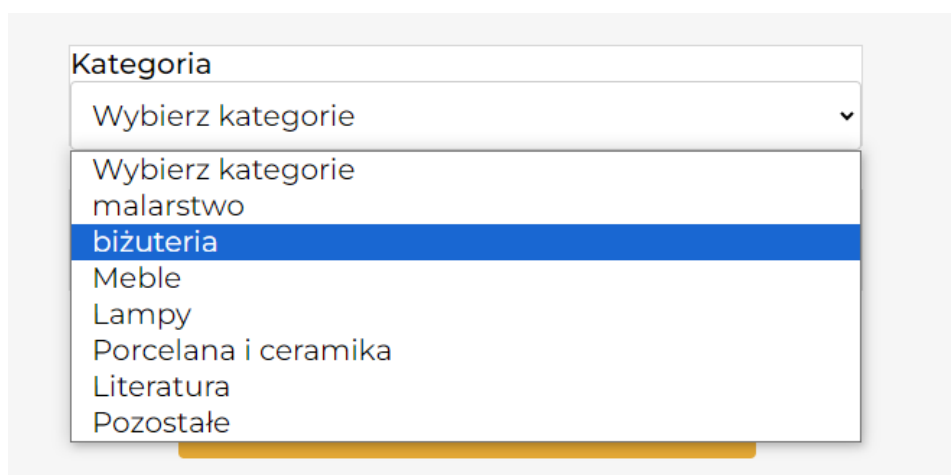 Kategoria
Wybierz kategorie
Wybierz kategorie
malarstwo
biżuteria
Meble
Lampy
Porcelana i ceramika
Literatura
Pozostałe